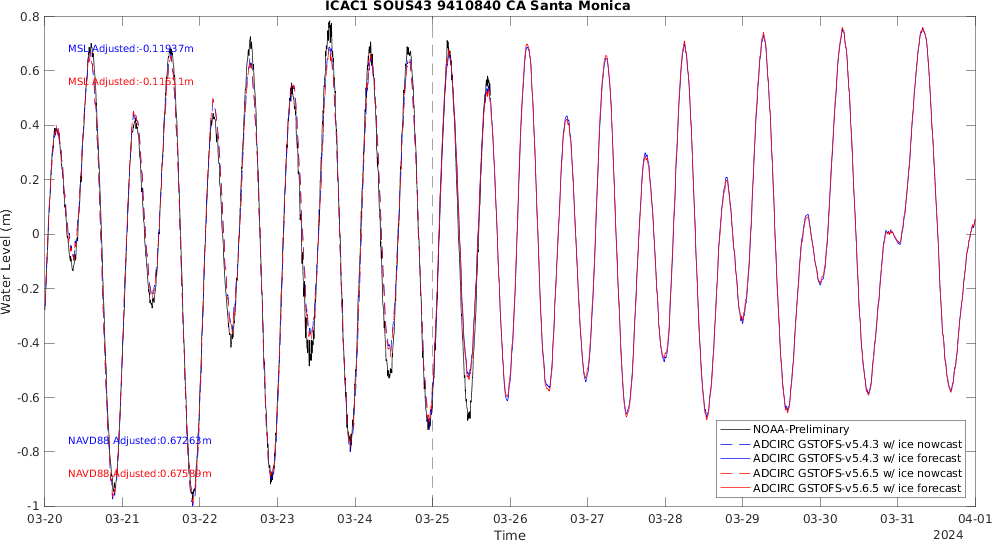 ICAC1 SOUS43 9410840 CA Santa Monica
Water Level (m)
0.8
0.6
0.4
0.2
0
-0.2
-0.4
-0.6
-0.8
-1
MSL Adjusted:-0.11937m
MSL Adjusted:-0.11611m
NAVD88 Adjusted:0.67263m
NAVD88 Adjusted:0.67589m
NOAA-Preliminary
ADCIRC GSTOFS-v5.4.3 w/ ice nowcast
ADCIRC GSTOFS-v5.4.3 w/ ice forecast
ADCIRC GSTOFS-v5.6.5 w/ ice nowcast
ADCIRC GSTOFS-v5.6.5 w/ ice forecast
03-20 03-21 03-22 03-23 03-24 03-25 03-26 03-27 03-28 03-29 03-30 03-31 04-01
Time
2024